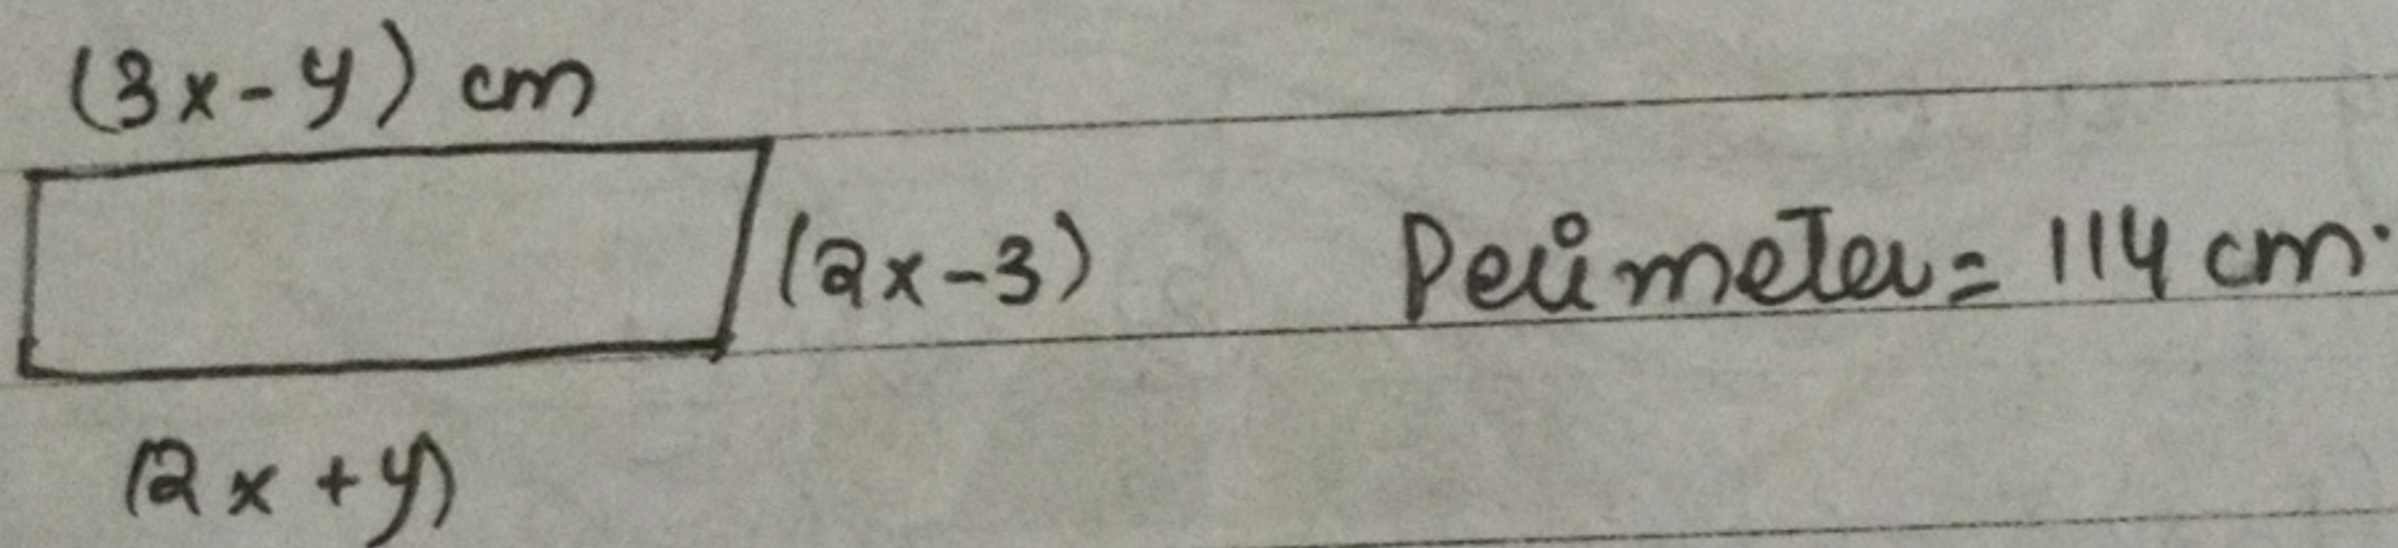 (3x-y) cm
(2x-3) Perimeter= 114 cm.
(2x+y)